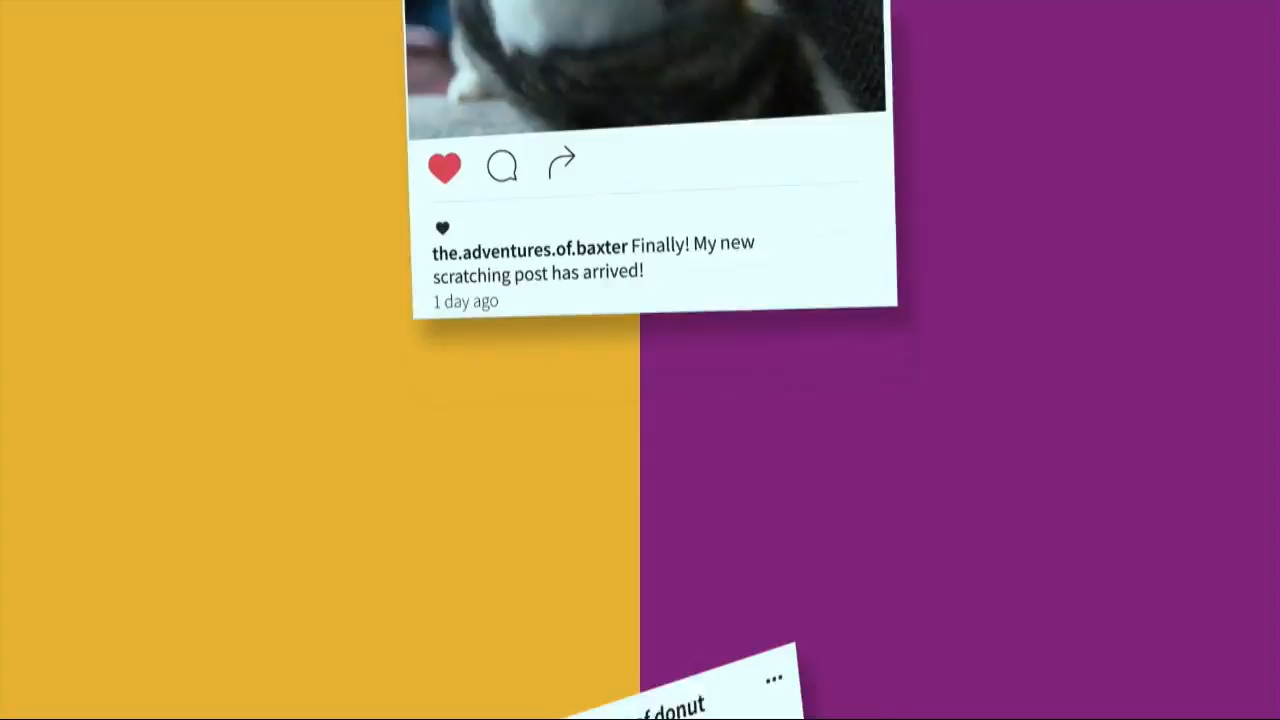 the.adventures.of.baxter Finally! My new
scratching post has arrived!
1 day ago
donut